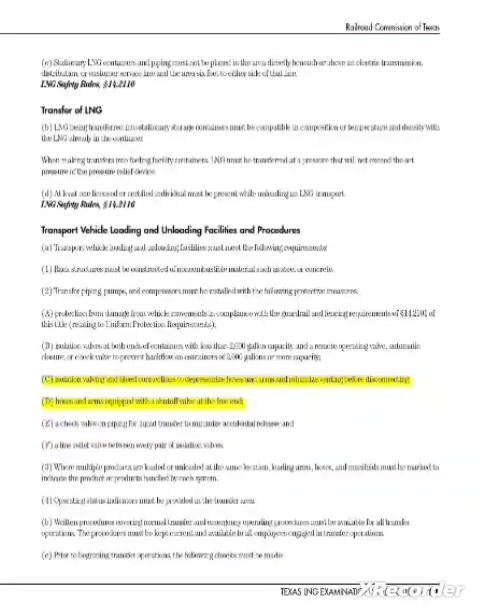 Railroad Commission of Texas
(c) Stationary LNG containers and piping must not be placed in the area directly beneath or above an electric transmission,
distribution, or customer service line and the area six feet to either side of that line.
LNG Safety Rules, §14.2110
Transfer of LNG
(b) LNG being transferred into stationary storage containers must be compatible in composition or temperature and density with
the LNG already in the container.
When making transfers into fueling facility containers, LNG must be transferred at a pressure that will not exceed the set
pressure of the pressure relief device.
(d) At least one licensed or certified individual must be present while unloading an LNG transport.
LNG Safety Rules, §14.2116
Transport Vehicle Loading and Unloading Facilities and Procedures
(a) Transport vehicle loading and unloading facilities must meet the following requirements:
(1) Rack structures must be constructed of noncombustible material such as steel or concrete.
(2) Transfer piping, pumps, and compressors must be installed with the following protective measures:
(A) protection from damage from vehicle movements in compliance with the guardrail and fencing requirements of §14.2101 of
this title (relating to Uniform Protection Requirements);
(B) isolation valves at both ends of containers with less than 2,000 gallon capacity and a remote operating valve, automatic
closure, or check valve to prevent backflow on containers of 2,000 gallons or more capacity;
(C) isolation valving and bleed connections to depressurize hoses and arms and minimize venting before disconnecting;
(D) hoses and arms equipped with a shutoff valve at the free end;
(E) a check valve on piping for liquid transfer to minimize accidental release; and
(F) a line relief valve between every pair of isolation valves.
(3) Where multiple products are loaded or unloaded at the same location, loading arms, hoses, and manifolds must be marked to
indicate the product or products handled by each system.
(4) Operating status indicators must be provided in the transfer area.
(b) Written procedures covering normal transfer and emergency operating procedures must be available for all transfer
operations. The procedures must be kept current and available to all employees engaged in transfer operations.
(c) Prior to beginning transfer operations, the following checks must be made:
TEXAS LNG EXAMINATION
XRecorder